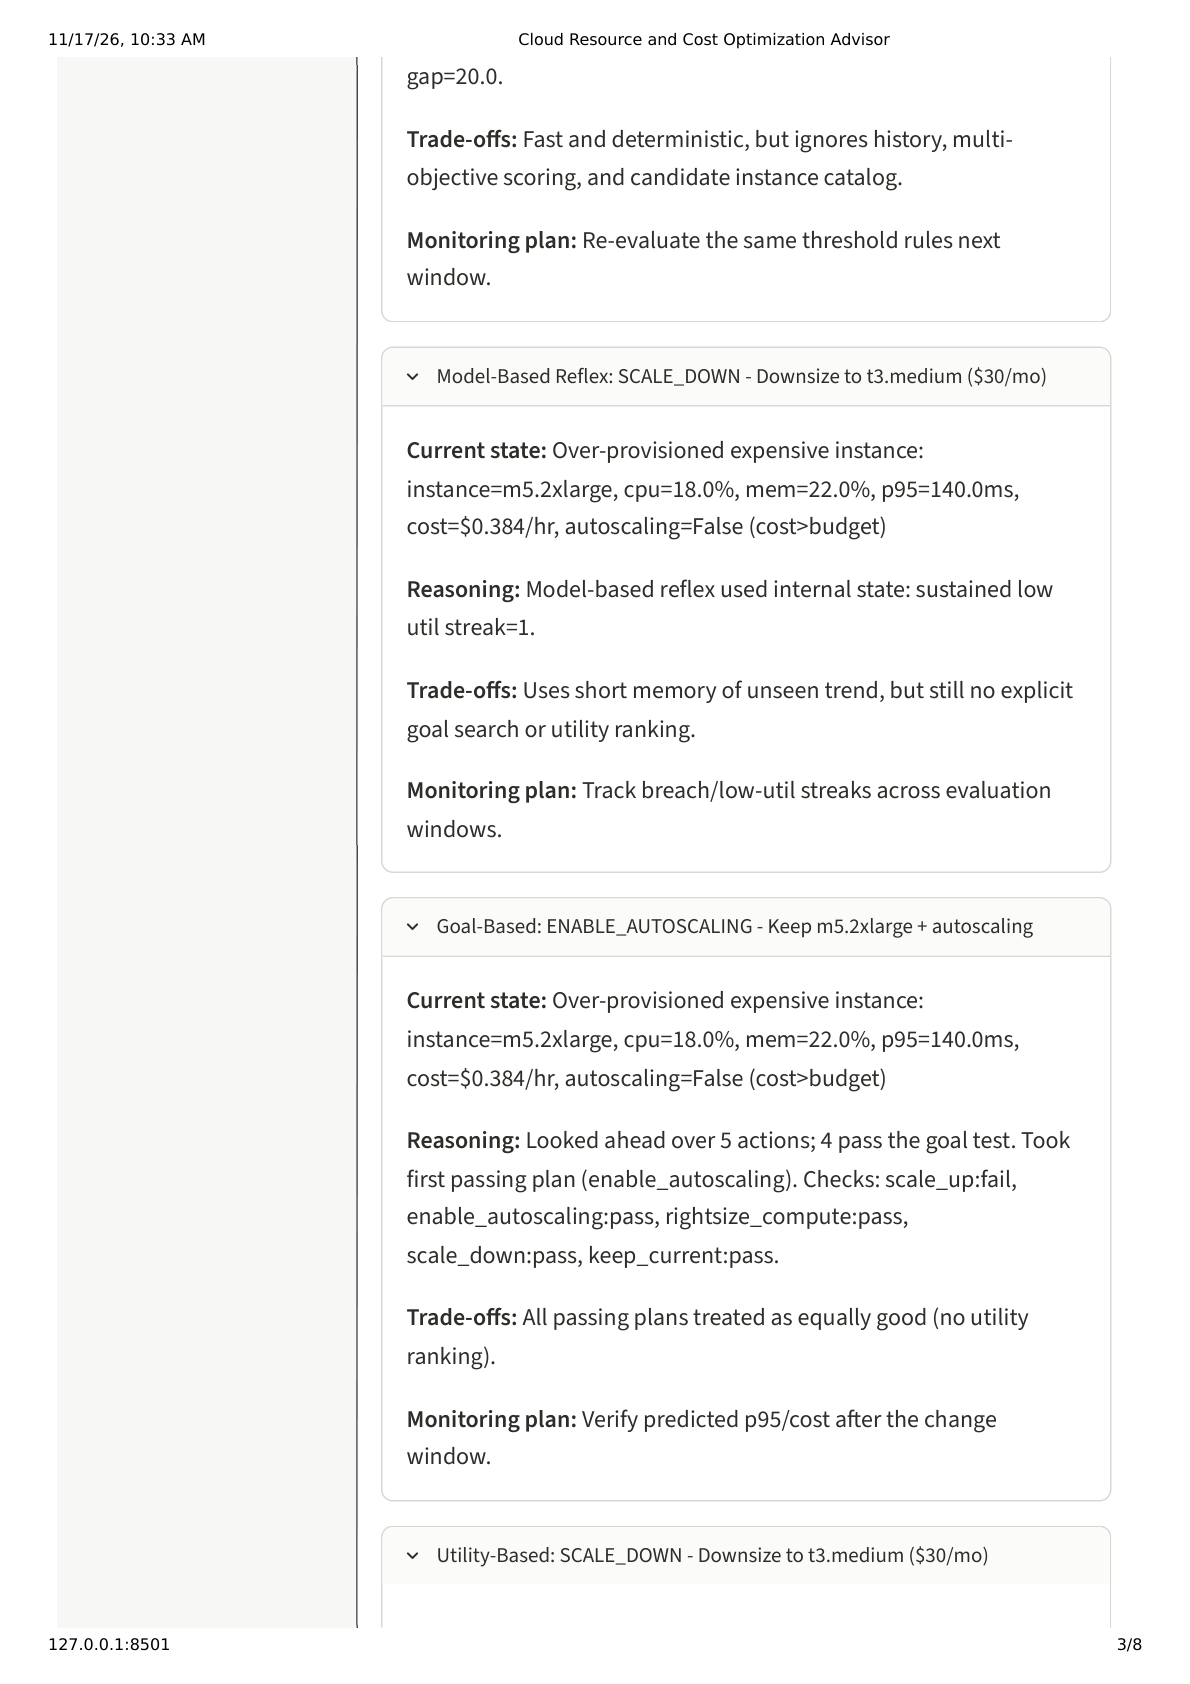 11/17/26, 10:33 AM
Cloud Resource and Cost Optimization Advisor
gap=20.0.
Trade-offs: Fast and deterministic, but ignores history, multi-
objective scoring, and candidate instance catalog.
Monitoring plan: Re-evaluate the same threshold rules next
window.
Model-Based Reflex: SCALE_DOWN - Downsize to t3.medium ($30/mo)
Current state: Over-provisioned expensive instance:
instance=m5.2xlarge, cpu=18.0%, mem=22.0%, p95=140.0ms,
cost=$0.384/hr, autoscaling=False (cost>budget)
Reasoning: Model-based reflex used internal state: sustained low
util streak=1.
Trade-offs: Uses short memory of unseen trend, but still no explicit
goal search or utility ranking.
Monitoring plan: Track breach/low-util streaks across evaluation
windows.
Goal-Based: ENABLE_AUTOSCALING - Keep m5.2xlarge + autoscaling
Current state: Over-provisioned expensive instance:
instance=m5.2xlarge, cpu=18.0%, mem=22.0%, p95=140.0ms,
cost=$0.384/hr, autoscaling=False (cost>budget)
Reasoning: Looked ahead over 5 actions; 4 pass the goal test. Took
first passing plan (enable_autoscaling). Checks: scale_up:fail,
enable_autoscaling:pass, rightsize_compute:pass,
scale_down:pass, keep_current:pass.
Trade-offs: All passing plans treated as equally good (no utility
ranking).
Monitoring plan: Verify predicted p95/cost after the change
window.
Utility-Based: SCALE_DOWN - Downsize to t3.medium ($30/mo)
127.0.0.1:8501
3/8